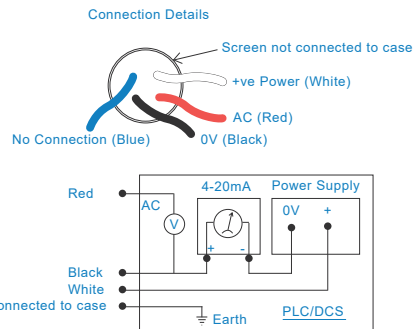 Connection Details
Screen not connected to case
+ve Power (White)
AC (Red)
No Connection (Blue)
0V (Black)
Red
AC
4-20mA
Power Supply
V
0V
+
+
-
Black
White
connected to case
Earth
PLC/DCS